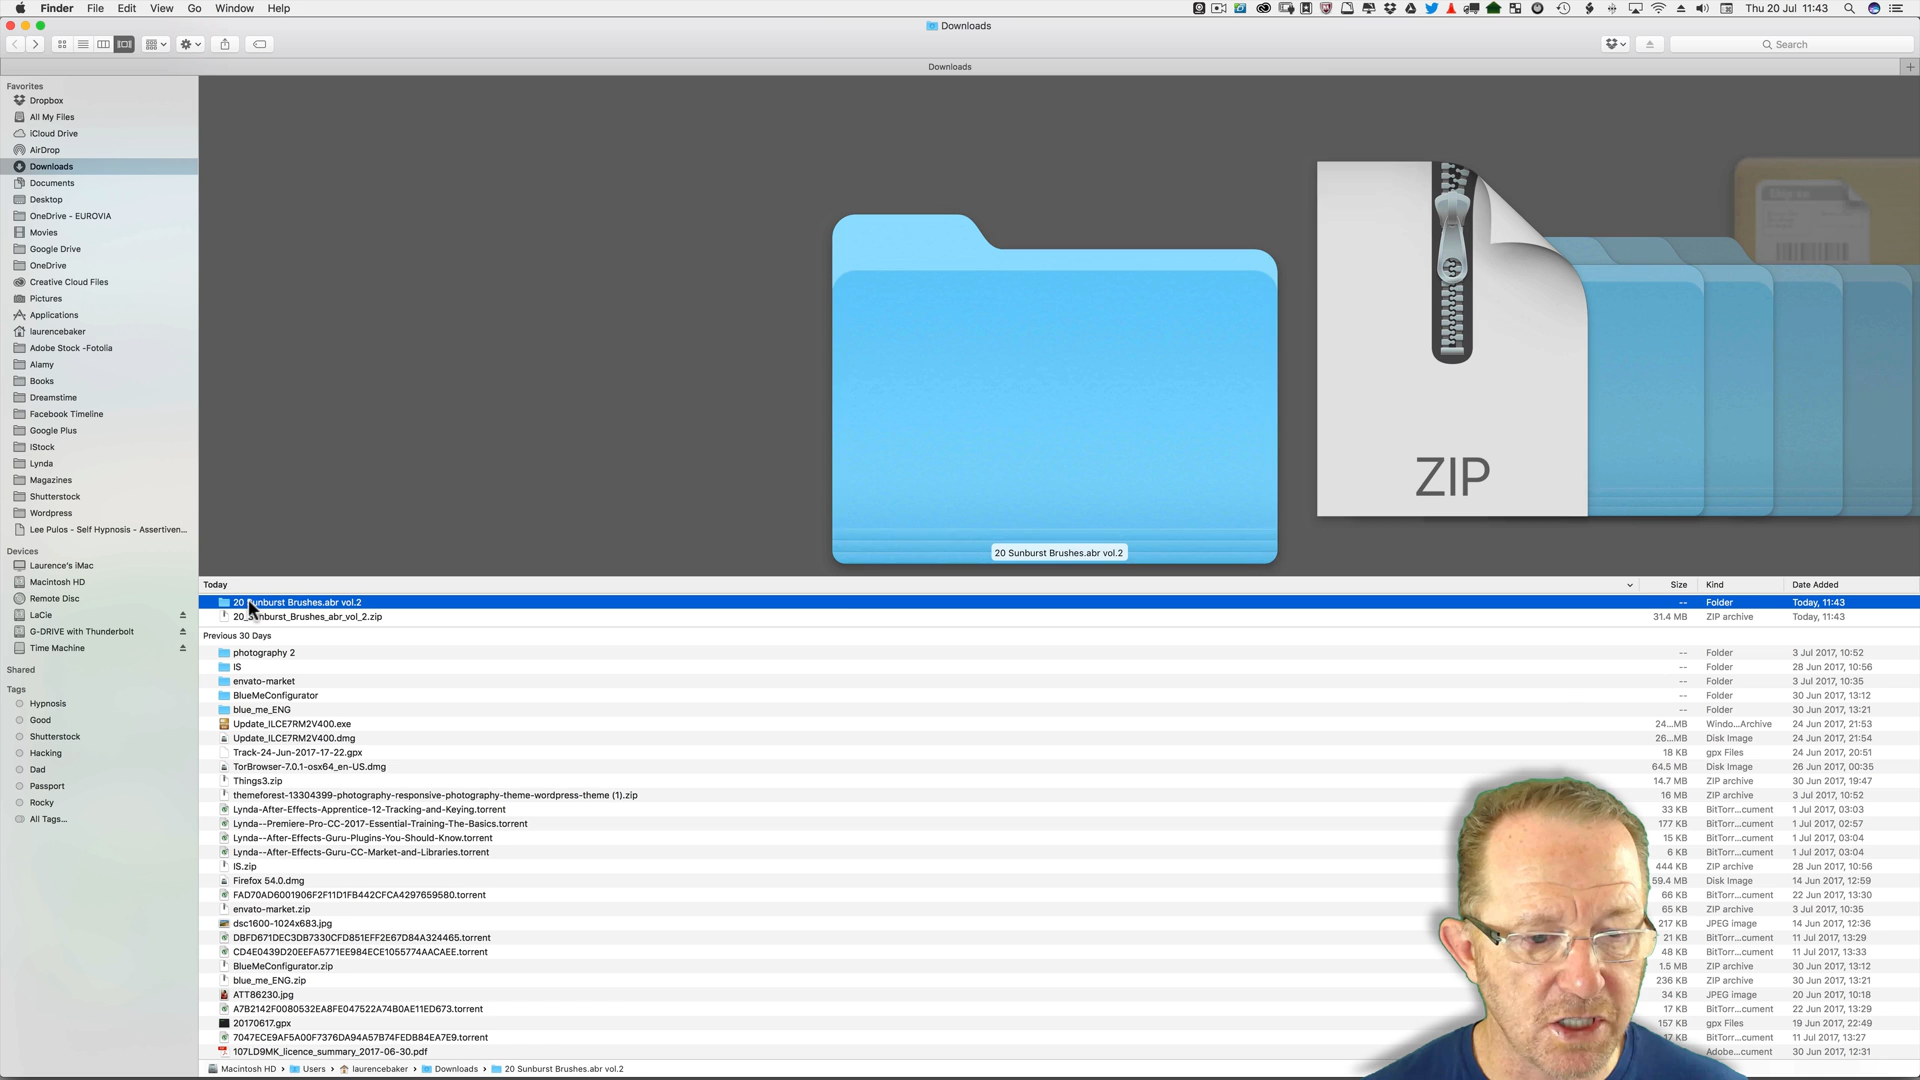 Finder File Edit View Go Window Help
Thu 20 Jul 11:43
Downloads
Search
Downloads
Favorites
Dropbox
All My Files
iCloud Drive
AirDrop
Downloads
Documents
Desktop
OneDrive - EUROVIA
Movies
Google Drive
OneDrive
Creative Cloud Files
Pictures
Applications
laurencebaker
Adobe Stock -Fotolia
Alamy
Books
Dreamstime
Facebook Timeline
Google Plus
IStock
Lynda
Magazines
Shutterstock
Wordpress
Lee Pulos - Self Hypnosis - Assertiven...
Devices
Laurence's iMac
Macintosh HD
Remote Disc
LaCie
G-DRIVE with Thunderbolt
Time Machine
Shared
Tags
Hypnosis
Good
Shutterstock
Hacking
Dad
Passport
Rocky
All Tags...
ZIP
20 Sunburst Brushes.abr vol.2
Today Size Kind Date Added
20 Sunburst Brushes.abr vol.2 -- Folder Today, 11:43
20_Sunburst_Brushes_abr_vol_2.zip 31.4 MB ZIP archive Today, 11:43
Previous 30 Days
photography 2 -- Folder 3 Jul 2017, 10:52
IS -- Folder 28 Jun 2017, 10:56
envato-market -- Folder 3 Jul 2017, 10:35
BlueMeConfigurator -- Folder 30 Jun 2017, 13:12
blue_me_ENG -- Folder 30 Jun 2017, 13:21
Update_ILCE7RM2V400.exe 24...MB Windo...Archive 24 Jun 2017, 21:53
Update_ILCE7RM2V400.dmg 26...MB Disk Image 24 Jun 2017, 21:54
Track-24-Jun-2017-17-22.gpx 18 KB gpx Files 24 Jun 2017, 20:51
TorBrowser-7.0.1-osx64_en-US.dmg 64.5 MB Disk Image 26 Jun 2017, 00:35
Things3.zip 14.7 MB ZIP archive 30 Jun 2017, 19:47
themeforest-13304399-photography-responsive-photography-theme-wordpress-theme (1).zip 16 MB ZIP archive 3 Jul 2017, 10:52
Lynda-After-Effects-Apprentice-12-Tracking-and-Keying.torrent 33 KB BitTorr...cument 1 Jul 2017, 03:03
Lynda--Premiere-Pro-CC-2017-Essential-Training-The-Basics.torrent 177 KB BitTorr...cument 1 Jul 2017, 02:57
Lynda--After-Effects-Guru-Plugins-You-Should-Know.torrent 15 KB BitTorr...cument 1 Jul 2017, 03:04
Lynda--After-Effects-Guru-CC-Market-and-Libraries.torrent 6 KB BitTorr...cument 1 Jul 2017, 03:04
IS.zip 444 KB ZIP archive 28 Jun 2017, 10:56
Firefox 54.0.dmg 59.4 MB Disk Image 14 Jun 2017, 12:59
FAD70AD6001906F2F11D1FB442CFCA4297659580.torrent 66 KB BitTorr...cument 22 Jun 2017, 13:30
envato-market.zip 65 KB ZIP archive 3 Jul 2017, 10:35
dsc1600-1024x683.jpg 217 KB JPEG image 14 Jun 2017, 12:36
DBFD671DEC3DB7330CFD851EFF2E67D84A324465.torrent 21 KB BitTorr...cument 11 Jul 2017, 13:29
CD4E0439D20EEFA5771EE984ECE1055774AACAEE.torrent 48 KB BitTorr...cument 11 Jul 2017, 13:33
BlueMeConfigurator.zip 1.5 MB ZIP archive 30 Jun 2017, 13:12
blue_me_ENG.zip 236 KB ZIP archive 30 Jun 2017, 13:21
ATT86230.jpg 34 KB JPEG image 20 Jun 2017, 10:18
A7B2142F0080532EA8FE047522A74B0AE11ED673.torrent 17 KB BitTorr...cument 22 Jun 2017, 13:29
20170617.gpx 157 KB gpx Files 19 Jun 2017, 22:49
7047ECE9AF5A00F7376DA94A57B74FEDB84EA7E9.torrent 17 KB BitTorr...cument 11 Jul 2017, 13:27
107LD9MK_licence_summary_2017-06-30.pdf Adobe...cument 30 Jun 2017, 12:31
Macintosh HD Users laurencebaker Downloads 20 Sunburst Brushes.abr vol.2